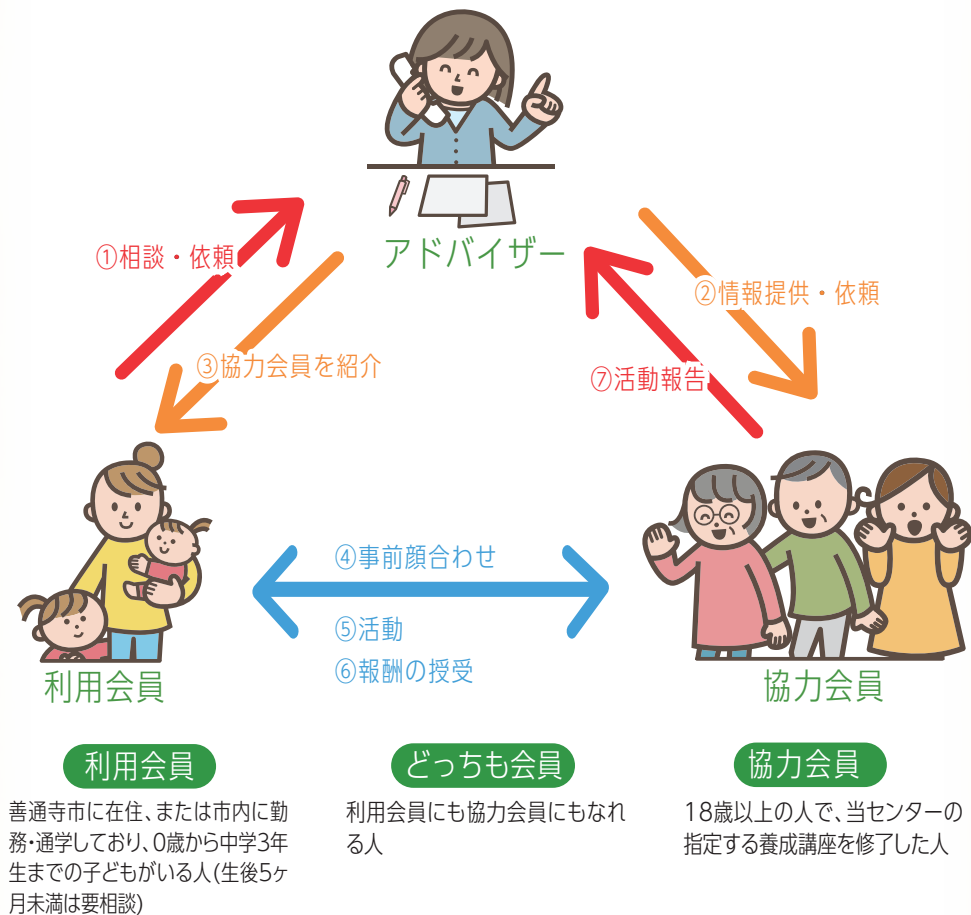 アドバイザー
①相談・依頼
②情報提供・依頼
③協力会員を紹介
⑦活動報告
④事前顔合わせ
⑤活動
⑥報酬の授受
利用会員
協力会員
利用会員
善通寺市に在住、または市内に勤
務・通学しており、0歳から中学3年
生までの子どもがいる人(生後5ヶ
月未満は要相談)
どっちも会員
利用会員にも協力会員にもなれ
る人
協力会員
18歳以上の人で、当センターの
指定する養成講座を修了した人